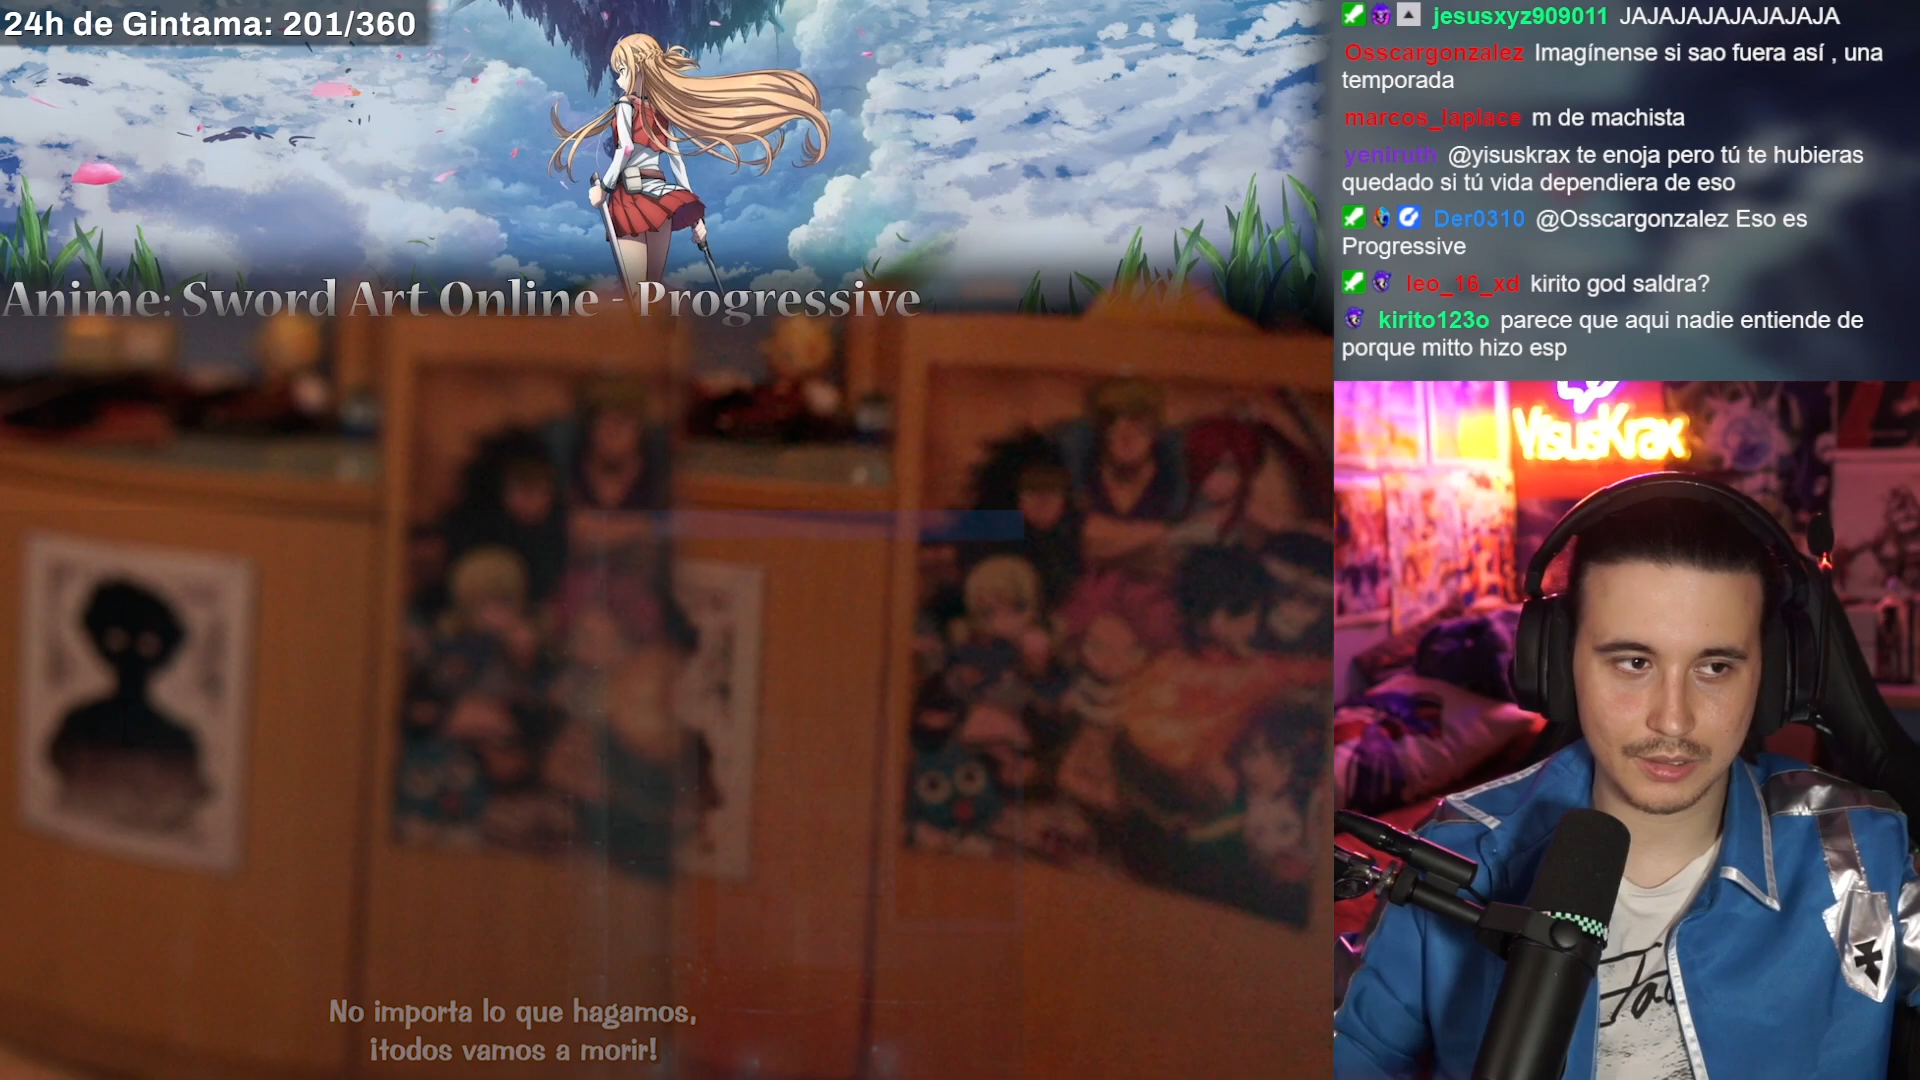 24h de Gintama: 201/360
Anime: Sword Art Online - Progressive
jesusxyz909011 JAJAJAJAJAJAJAJA
Osscargonzalez Imagínense si sao fuera así , una
temporada
marcos_laplace m de machista
yeniruth @yisuskrax te enoja pero tú te hubieras
quedado si tú vida dependiera de eso
Der0310 @Osscargonzalez Eso es
Progressive
leo_16_xd kirito god saldra?
kirito123o parece que aqui nadie entiende de
porque mitto hizo esp
YisusKrax
No importa lo que hagamos,
¡todos vamos a morir!